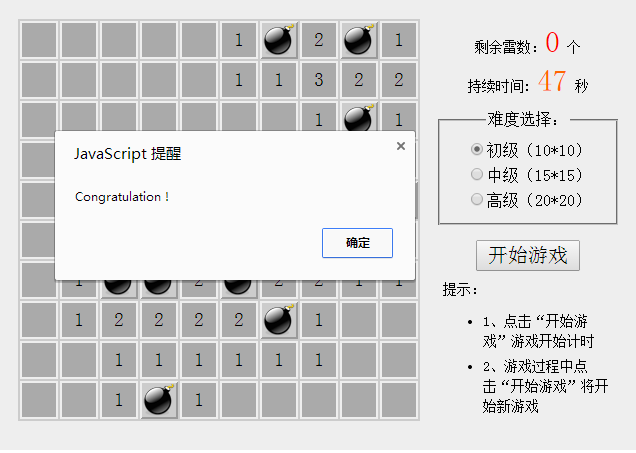 1 2 1
1 1 3 2 2
1 1
JavaScript 提醒
Congratulation！
确定
1 2 2 1 1
1 2 2 2 2 1
1 1 1 1 1 1
1 1
剩余雷数：0 个
持续时间：47 秒
难度选择：
初级（10*10）
中级（15*15）
高级（20*20）
开始游戏
提示：
• 1、点击“开始游
戏”游戏开始计时
• 2、游戏过程中点
击“开始游戏”将开
始新游戏